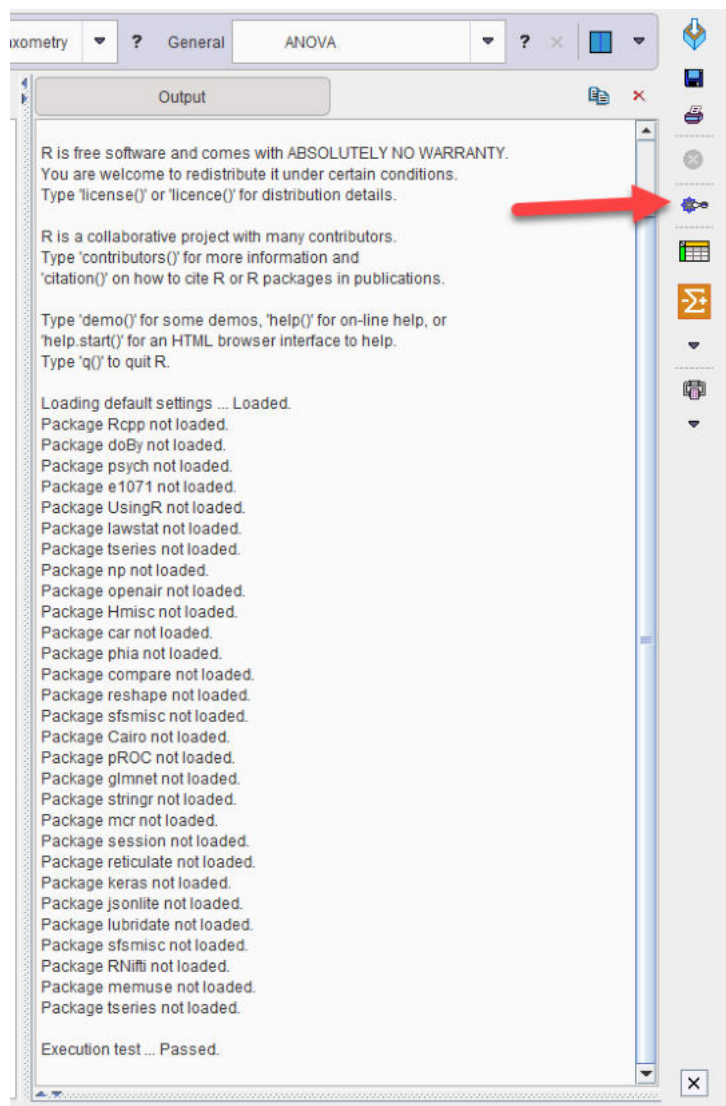 xometry ? General ANOVA ?
Output
R is free software and comes with ABSOLUTELY NO WARRANTY.
You are welcome to redistribute it under certain conditions.
Type 'license()' or 'licence()' for distribution details.
R is a collaborative project with many contributors.
Type 'contributors()' for more information and
'citation()' on how to cite R or R packages in publications.
Type 'demo()' for some demos, 'help()' for on-line help, or
'help.start()' for an HTML browser interface to help.
Type 'q()' to quit R.
Loading default settings ... Loaded.
Package Rcpp not loaded.
Package doBy not loaded.
Package psych not loaded.
Package e1071 not loaded.
Package UsingR not loaded.
Package lawstat not loaded.
Package tseries not loaded.
Package np not loaded.
Package openair not loaded.
Package Hmisc not loaded.
Package car not loaded.
Package phia not loaded.
Package compare not loaded.
Package reshape not loaded.
Package sfsmisc not loaded.
Package Cairo not loaded.
Package pROC not loaded.
Package glmnet not loaded.
Package stringr not loaded.
Package mcr not loaded.
Package session not loaded.
Package reticulate not loaded.
Package keras not loaded.
Package jsonlite not loaded.
Package lubridate not loaded.
Package sfsmisc not loaded.
Package RNifti not loaded.
Package memuse not loaded.
Package tseries not loaded.
Execution test ... Passed.